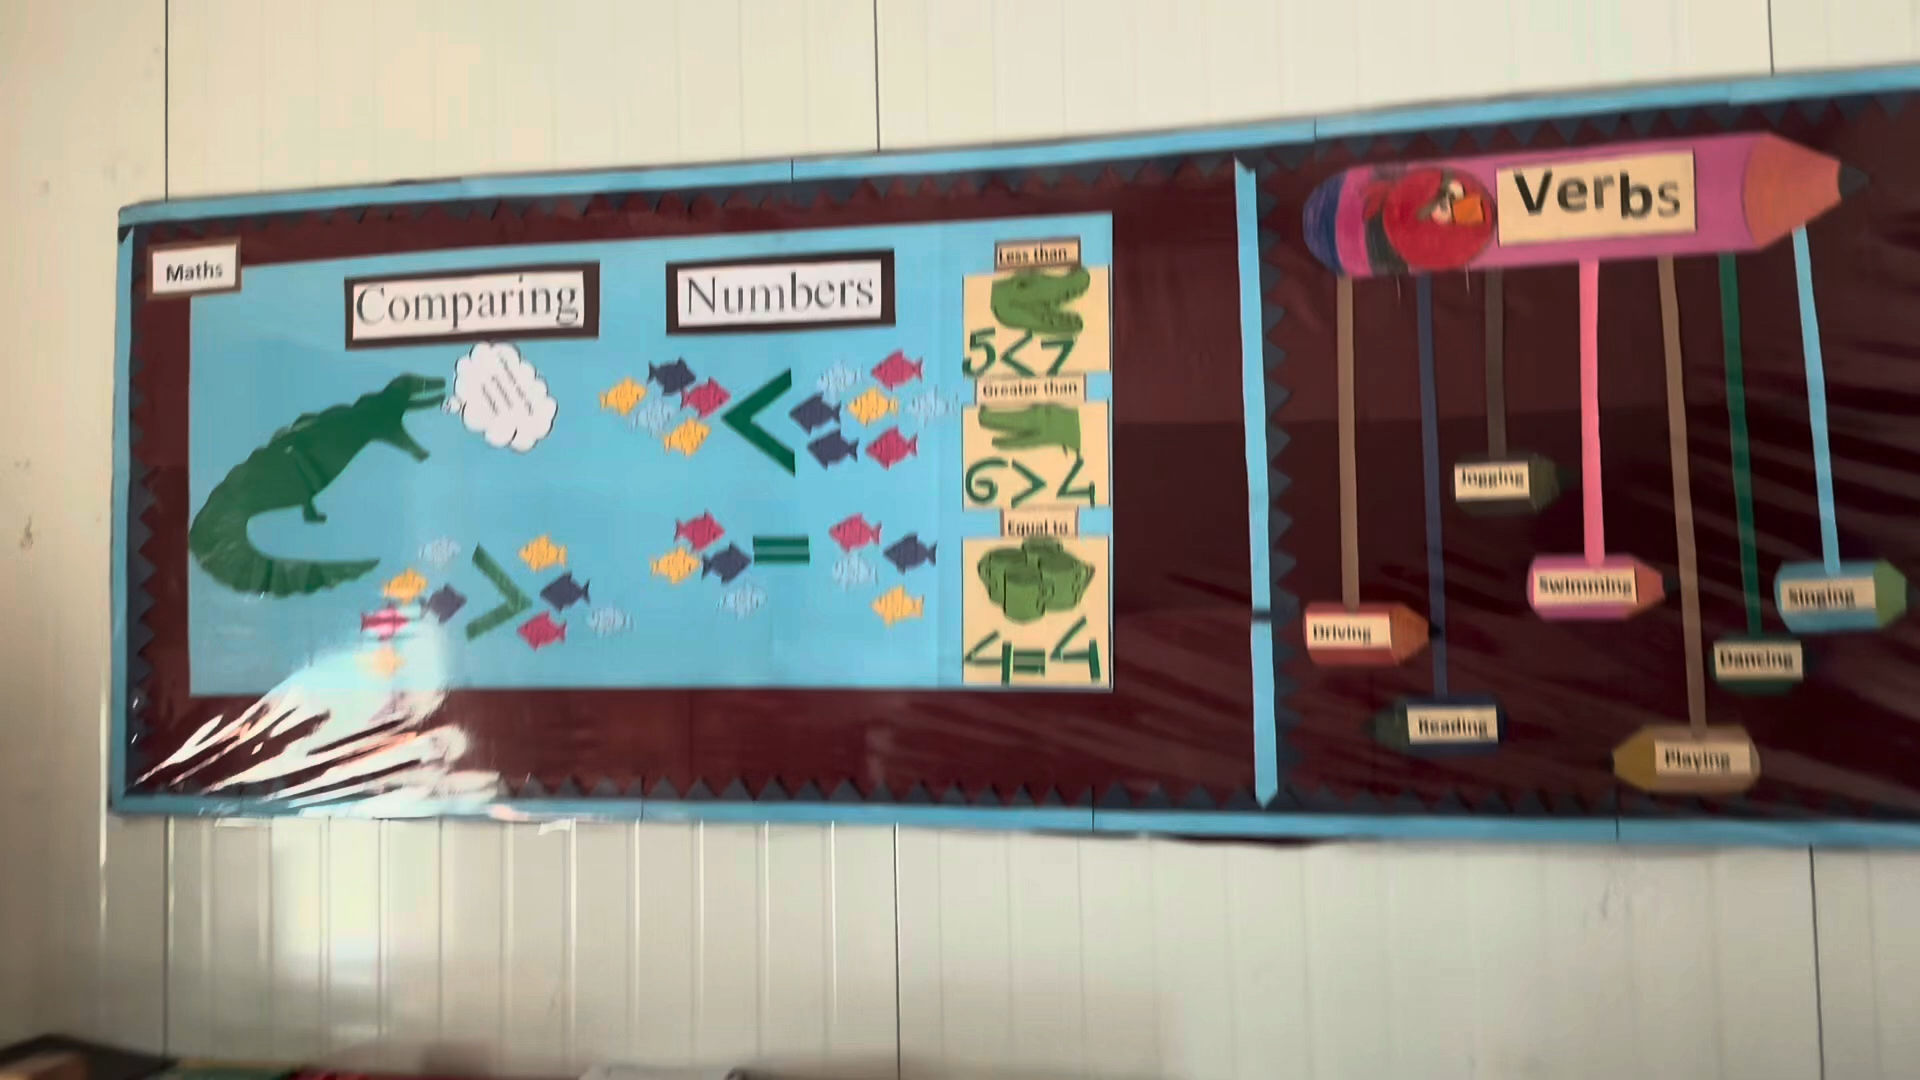 Maths
Comparing Numbers
<
>
=
Less than
5<7
Greater than
6>4
Equal to
4=4
Verbs
Jogging
Swimming
Singing
Driving
Dancing
Reading
Playing